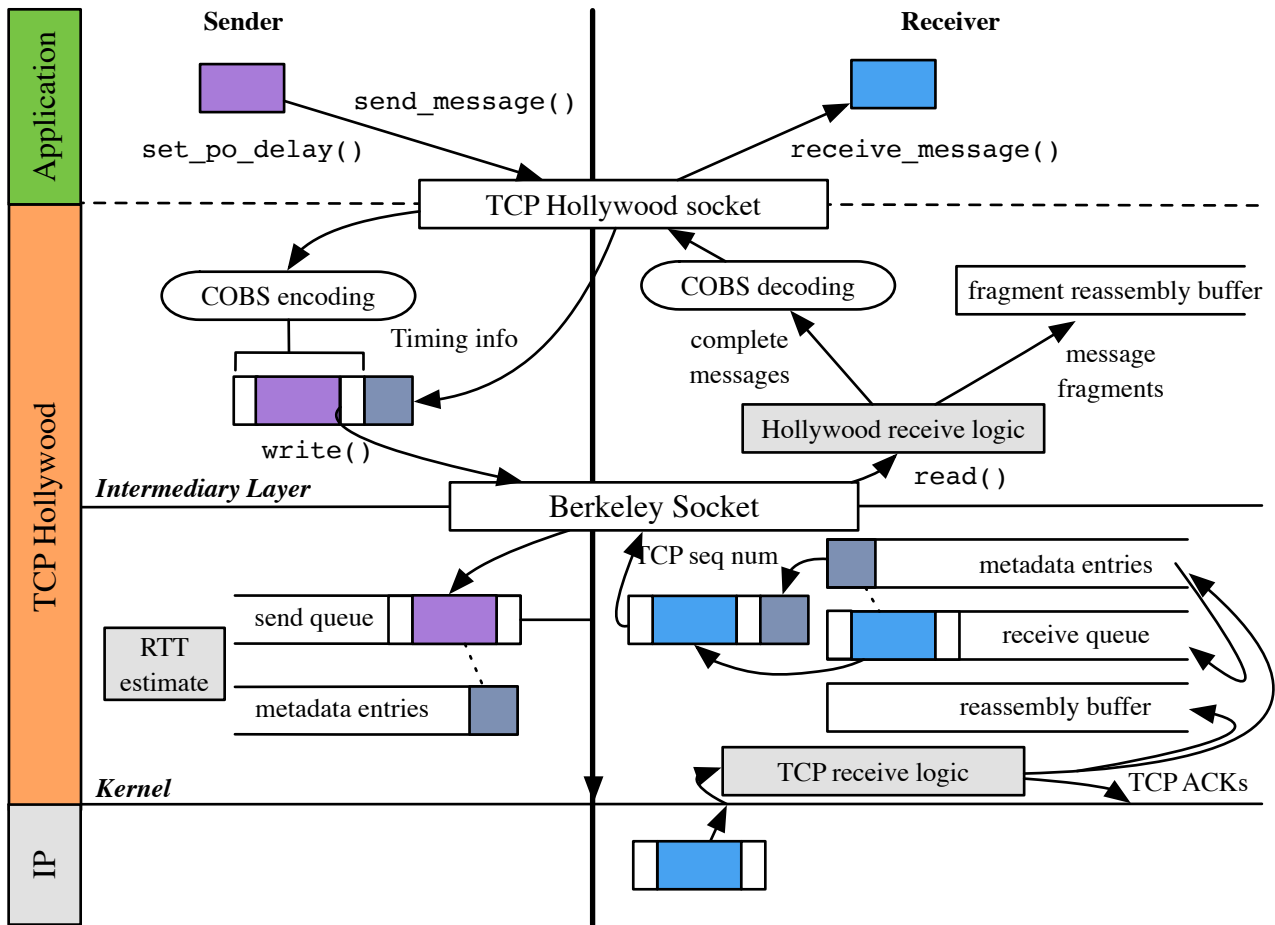 Sender
Receiver
Application
send_message()
set_po_delay()
receive_message()
TCP Hollywood socket
TCP Hollywood
COBS encoding
COBS decoding
fragment reassembly buffer
Timing info
complete
messages
message
fragments
Hollywood receive logic
write()
read()
Intermediary Layer
Berkeley Socket
TCP seq num
metadata entries
send queue
receive queue
RTT
estimate
metadata entries
reassembly buffer
TCP receive logic
TCP ACKs
Kernel
IP